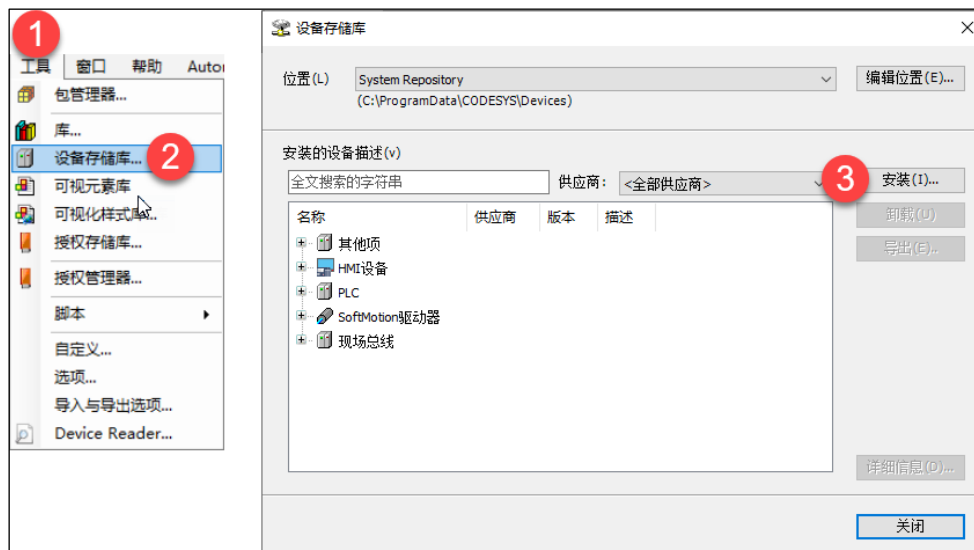 1
工具 窗口 帮助 Autor
包管理器...
库...
设备存储库... 2
可视元素库
可视化样式库...
授权存储库...
授权管理器...
脚本
自定义...
选项...
导入与导出选项...
Device Reader...
设备存储库
位置(L) System Repository 编辑位置(E)...
(C:\ProgramData\CODESYS\Devices)
安装的设备描述(v)
全文搜索的字符串 供应商: <全部供应商> 3 安装(I)...
名称 供应商 版本 描述 卸载(U)
其他项 导出(E)...
HMI设备
PLC
SoftMotion驱动器
现场总线
详细信息(D)...
关闭